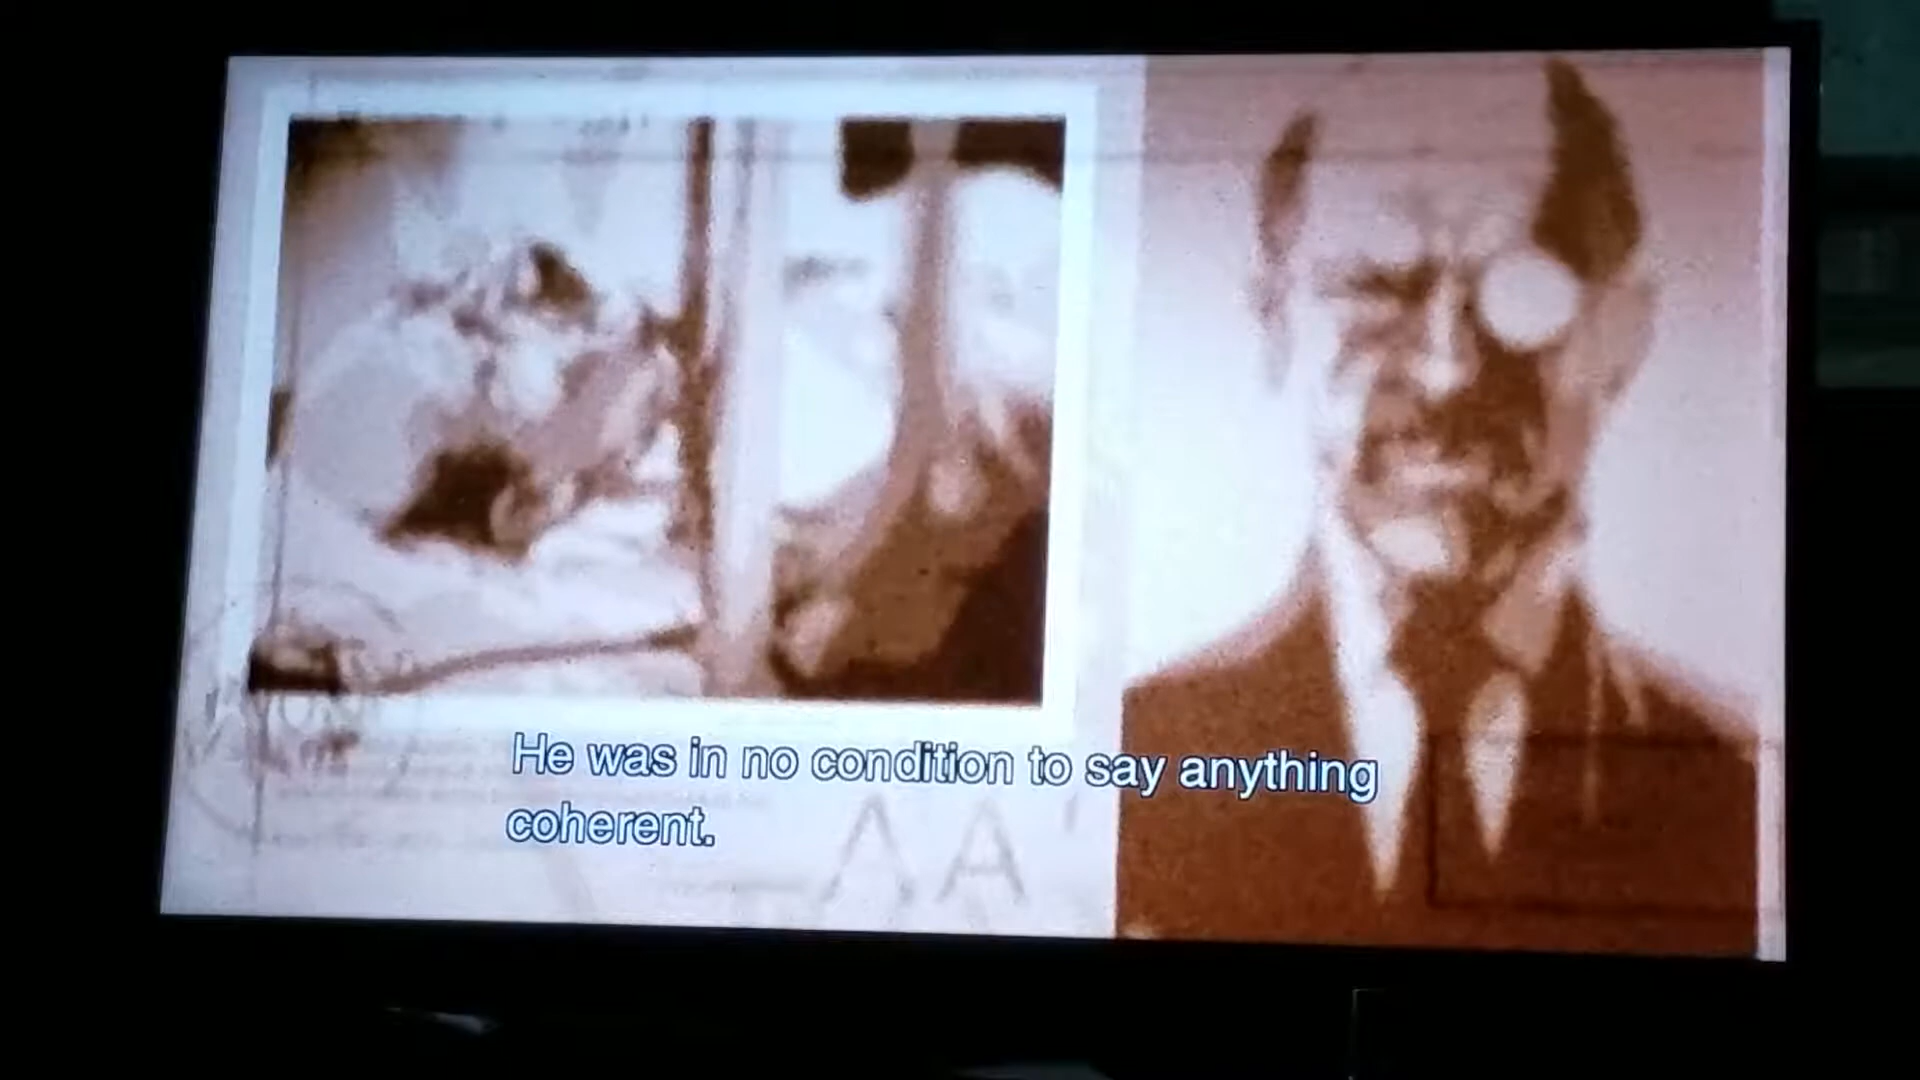 He was in no condition to say anything
coherent.